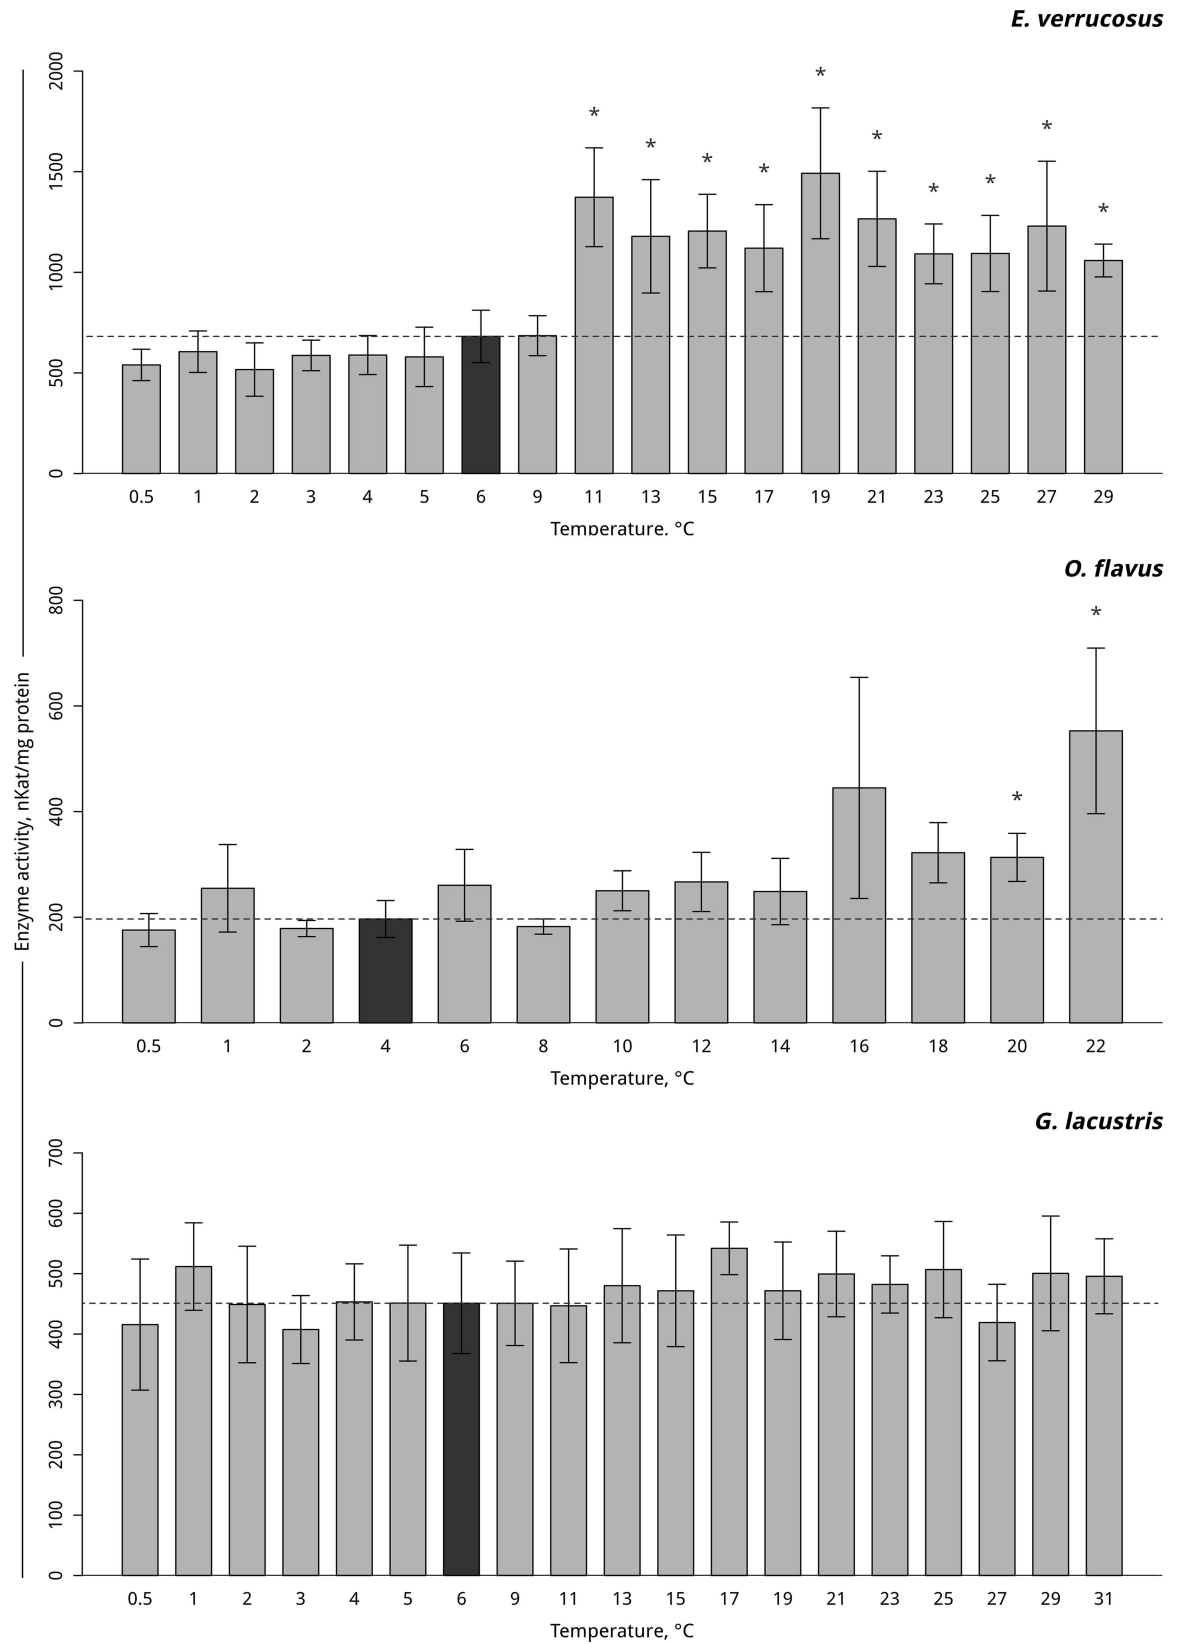 E. verrucosus
2000
1500
1000
500
0
* * * * * * * * * *
0.5 1 2 3 4 5 6 9 11 13 15 17 19 21 23 25 27 29
Temperature, °C
Enzyme activity, nKat/mg protein
O. flavus
800
600
400
200
0
* *
0.5 1 2 4 6 8 10 12 14 16 18 20 22
Temperature, °C
G. lacustris
700
600
500
400
300
200
100
0
0.5 1 2 3 4 5 6 9 11 13 15 17 19 21 23 25 27 29 31
Temperature, °C